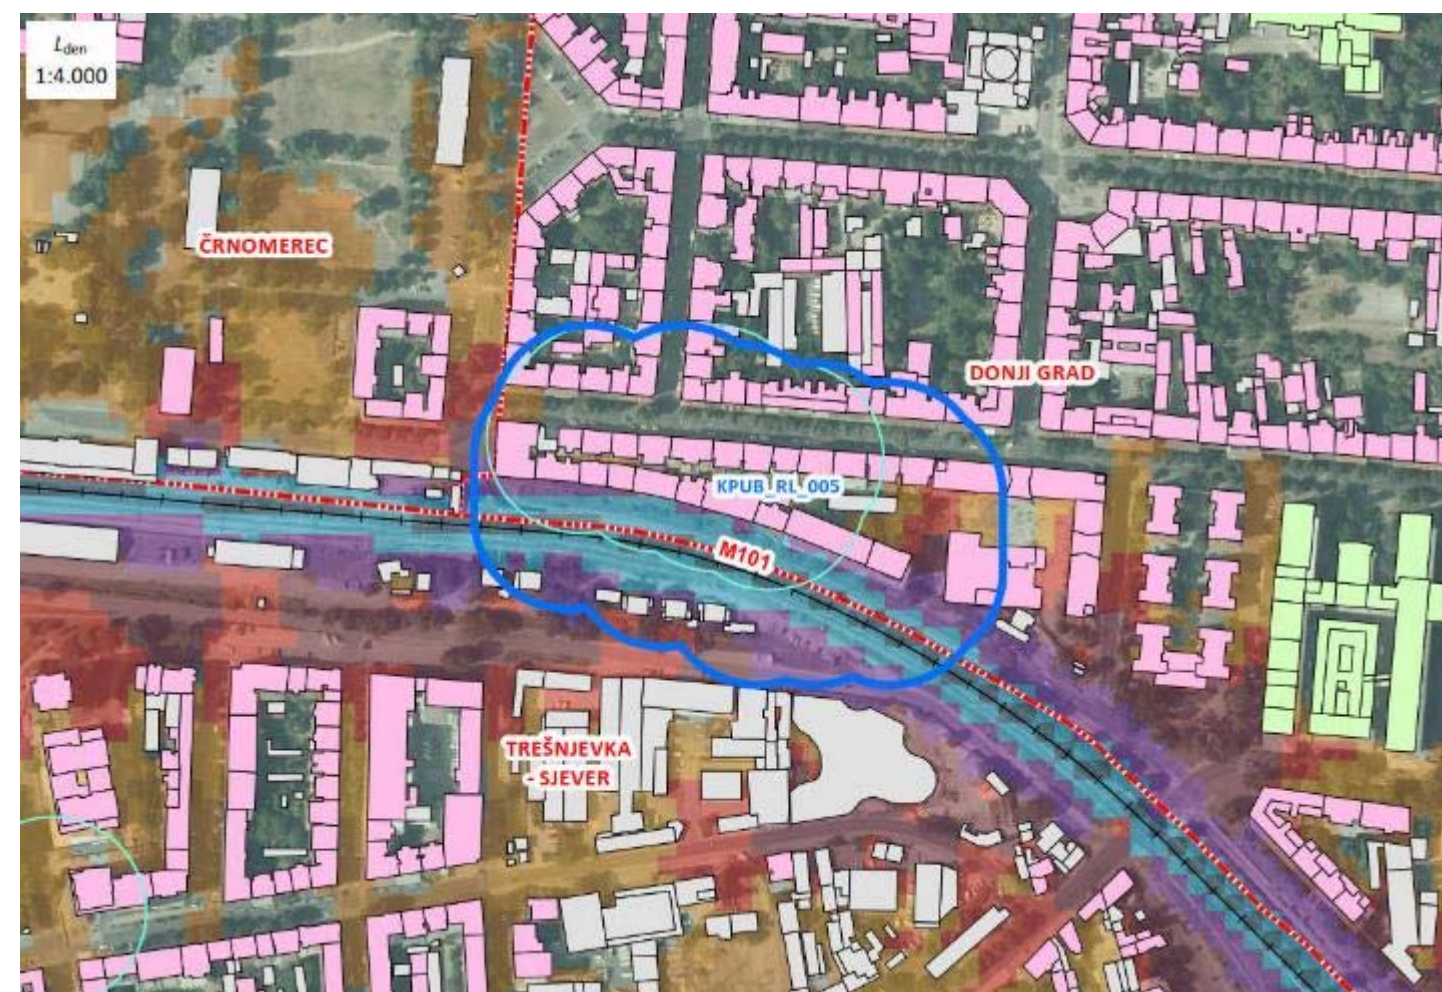 Lden
1:4.000
ČRNOMEREC
DONJI GRAD
KPUB_RL_005
M101
TREŠNJEVKA
- SJEVER